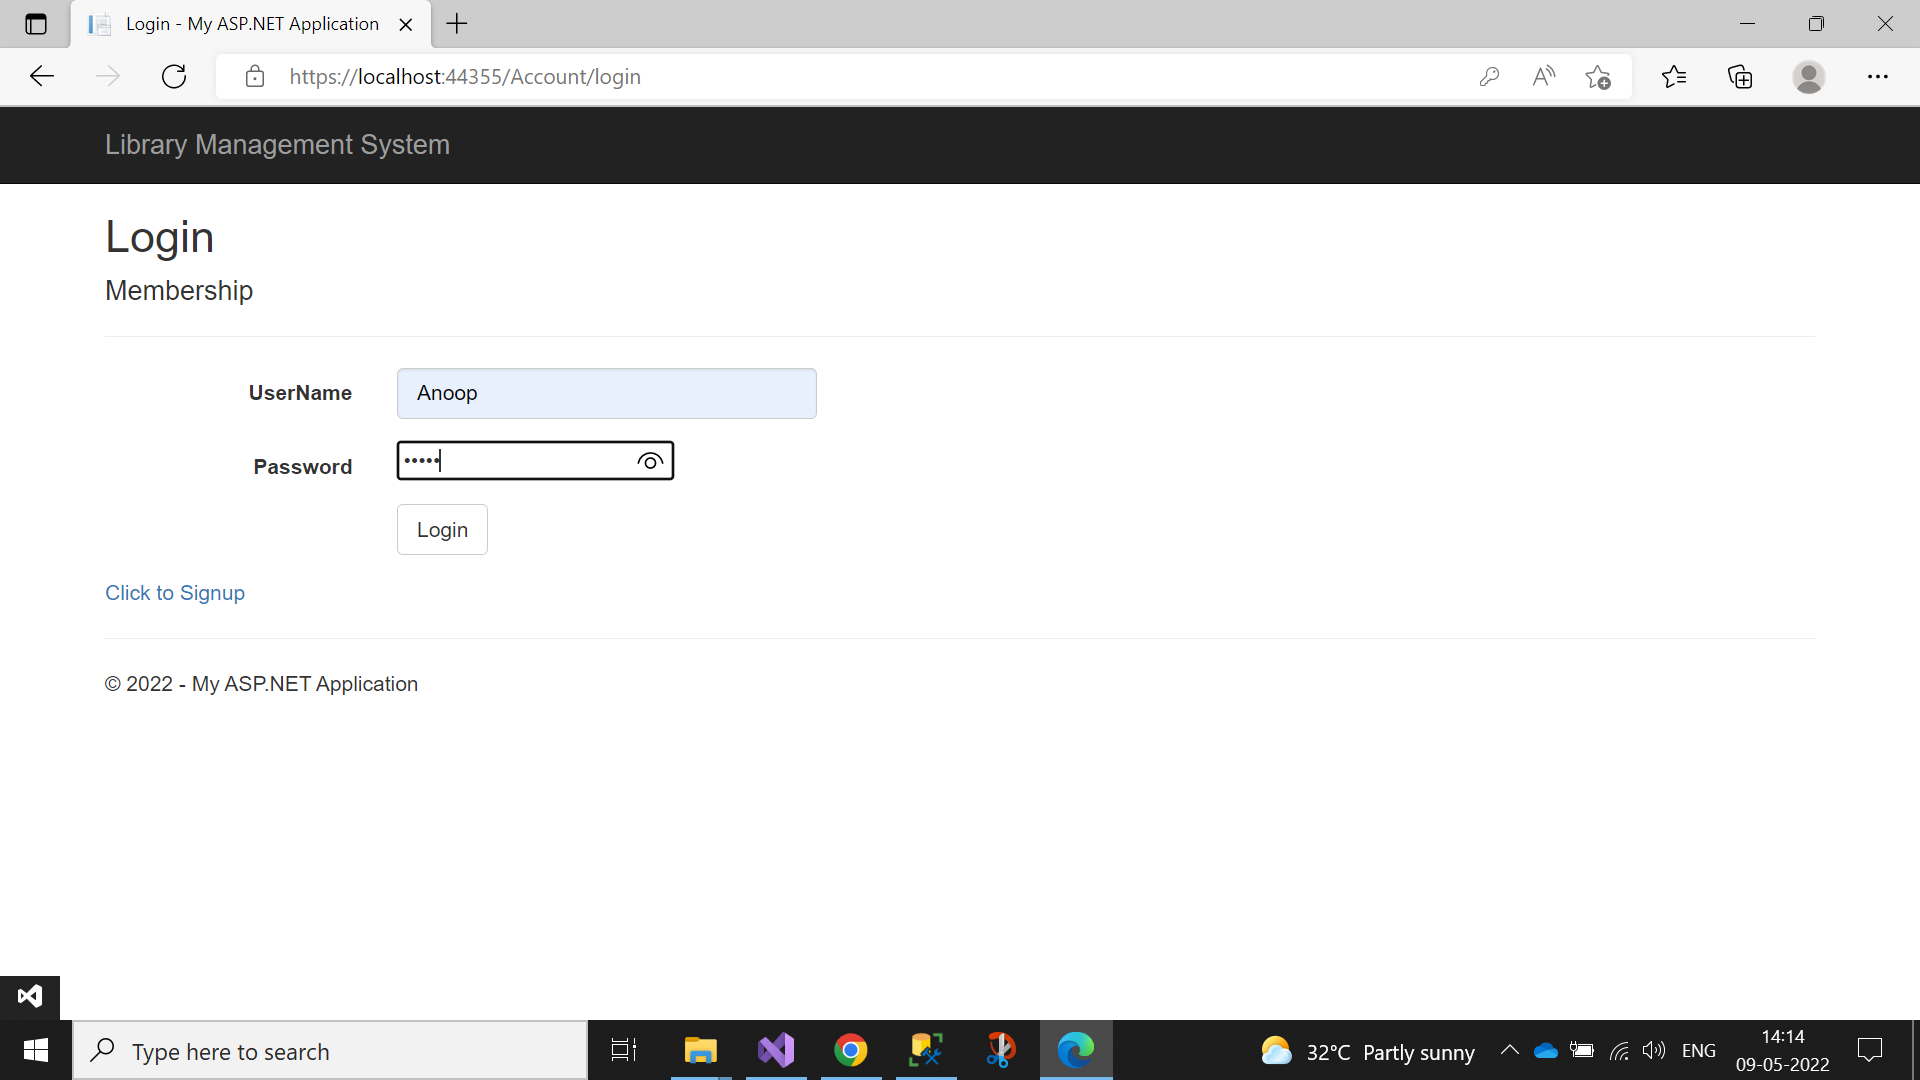 Login - My ASP.NET Application
https://localhost:44355/Account/login
Library Management System
Login
Membership
UserName
Anoop
Password
•••••
Login
Click to Signup
© 2022 - My ASP.NET Application
Type here to search
32°C Partly sunny
ENG
14:14
09-05-2022